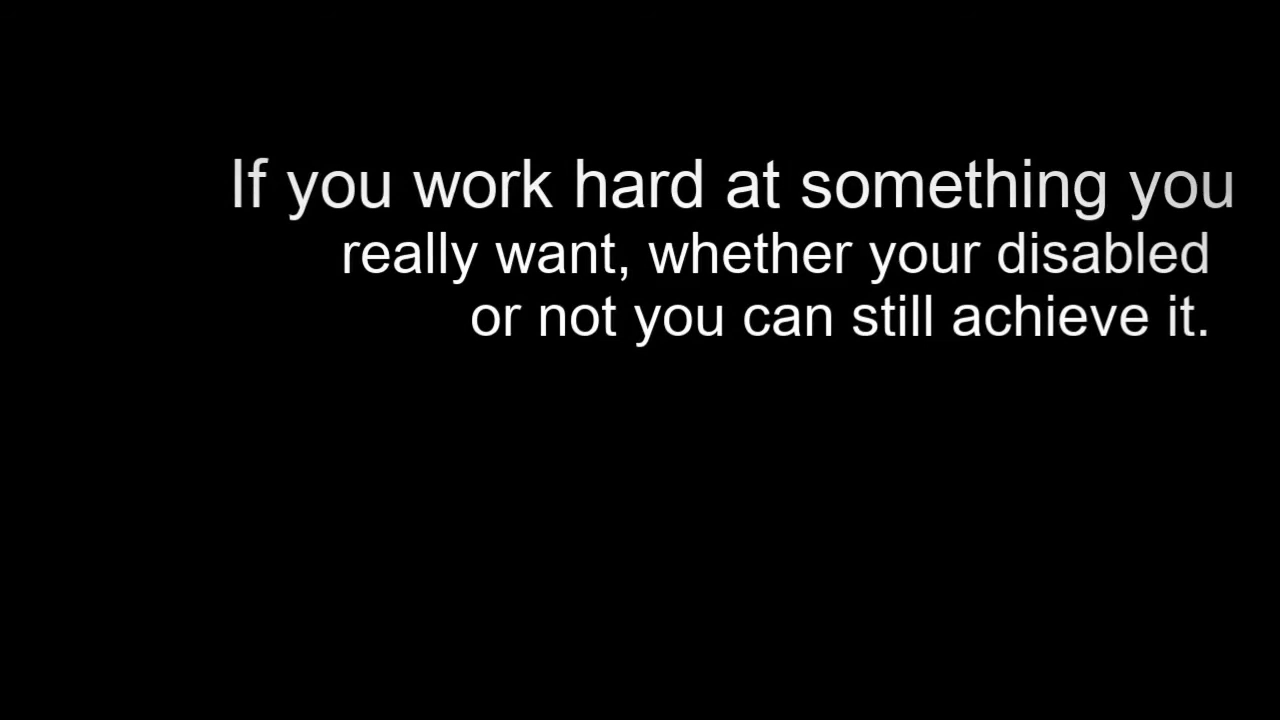 If you work hard at something you
really want, whether your disabled
or not you can still achieve it.